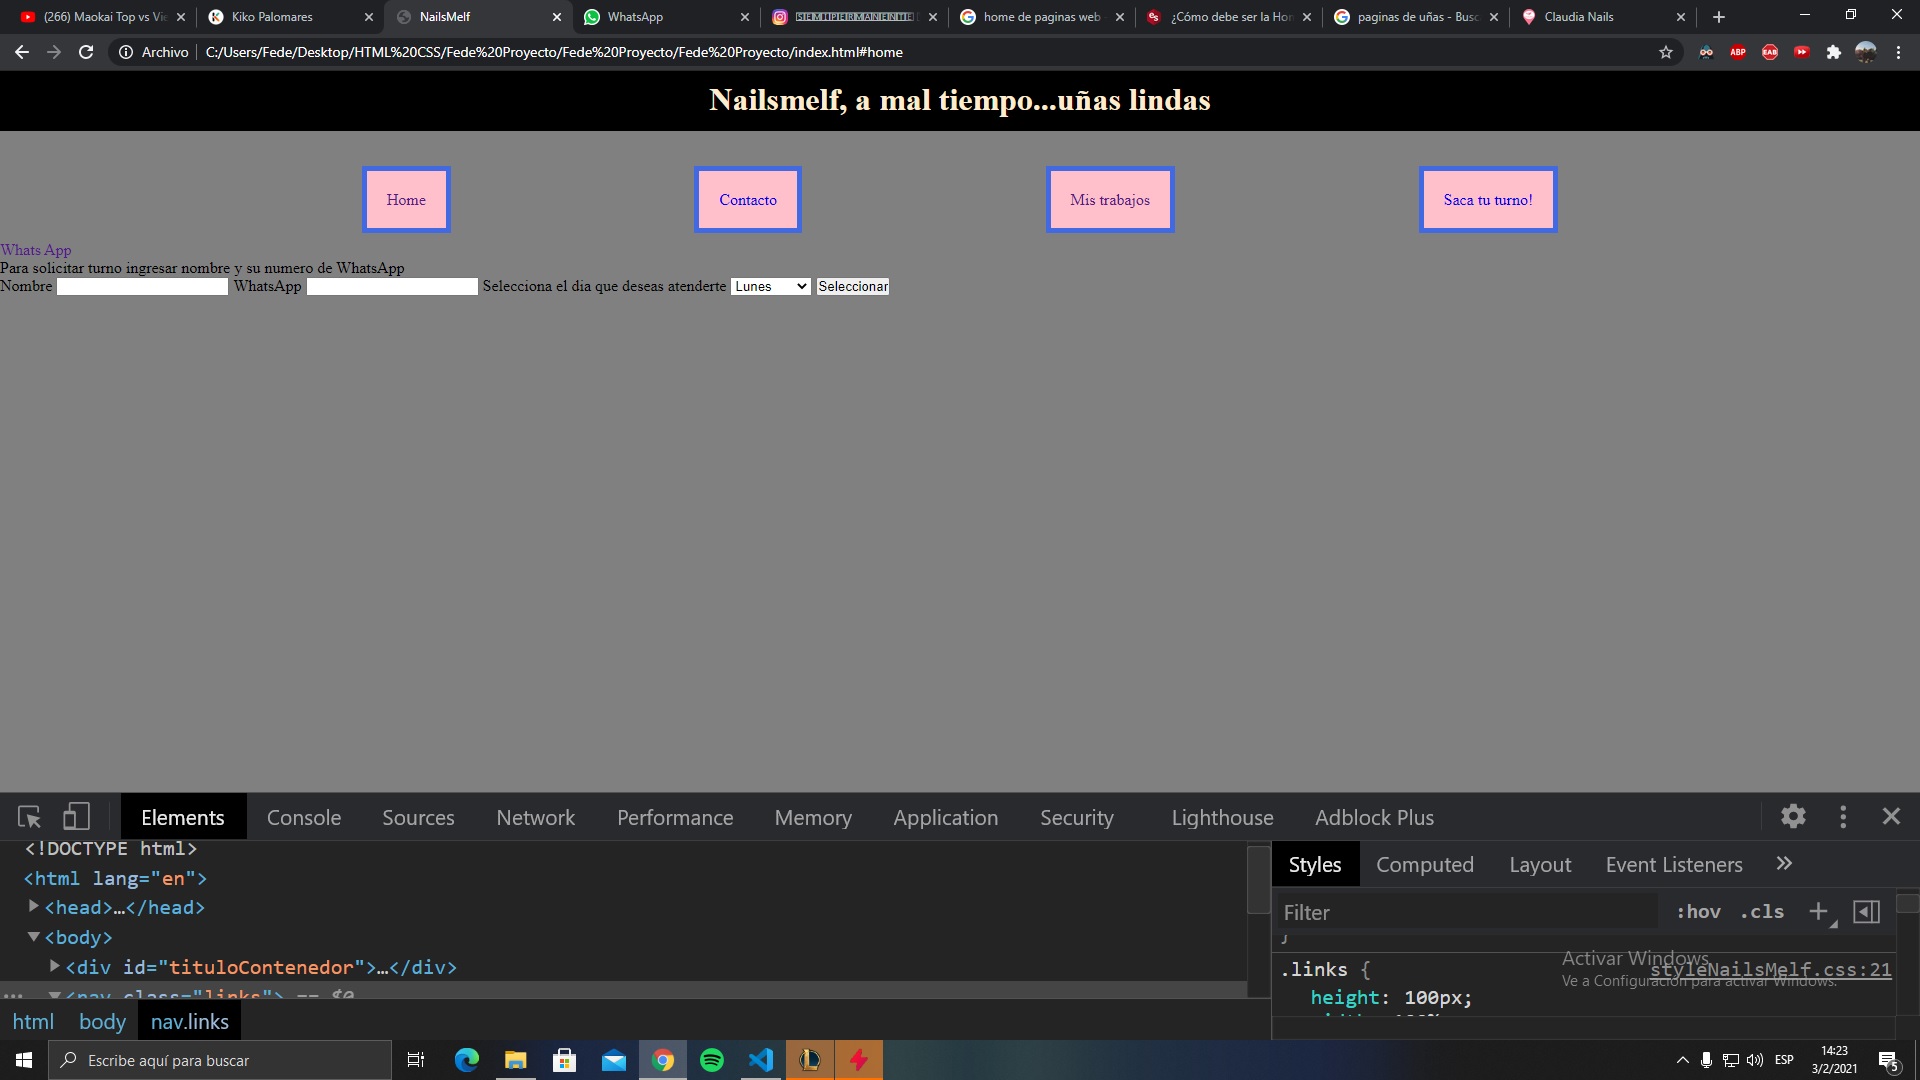 (266) Maokai Top vs Vi
Kiko Palomares
NailsMelf
WhatsApp
SEMIPERMANENTE
home de paginas web
¿Cómo debe ser la Hor
paginas de uñas - Busc
Claudia Nails
Archivo
C:/Users/Fede/Desktop/HTML%20CSS/Fede%20Proyecto/Fede%20Proyecto/Fede%20Proyecto/index.html#home
ABP
EAB
Nailsmelf, a mal tiempo...uñas lindas
Home
Contacto
Mis trabajos
Saca tu turno!
Whats App
Para solicitar turno ingresar nombre y su numero de WhatsApp
Nombre WhatsApp Selecciona el dia que deseas atenderte Lunes Seleccionar
Elements Console Sources Network Performance Memory Application Security Lighthouse Adblock Plus
<!DOCTYPE html>
<html lang="en">
<head>…</head>
<body>
<div id="tituloContenedor">…</div>
<nav class="links"> == $0
html body nav.links
Styles Computed Layout Event Listeners »
Filter :hov .cls +
}
.links { styleNailsMelf.css:21
height: 100px;
Activar Windows
Ve a Configuración para activar Windows.
Escribe aquí para buscar
ESP
14:23
3/2/2021
5